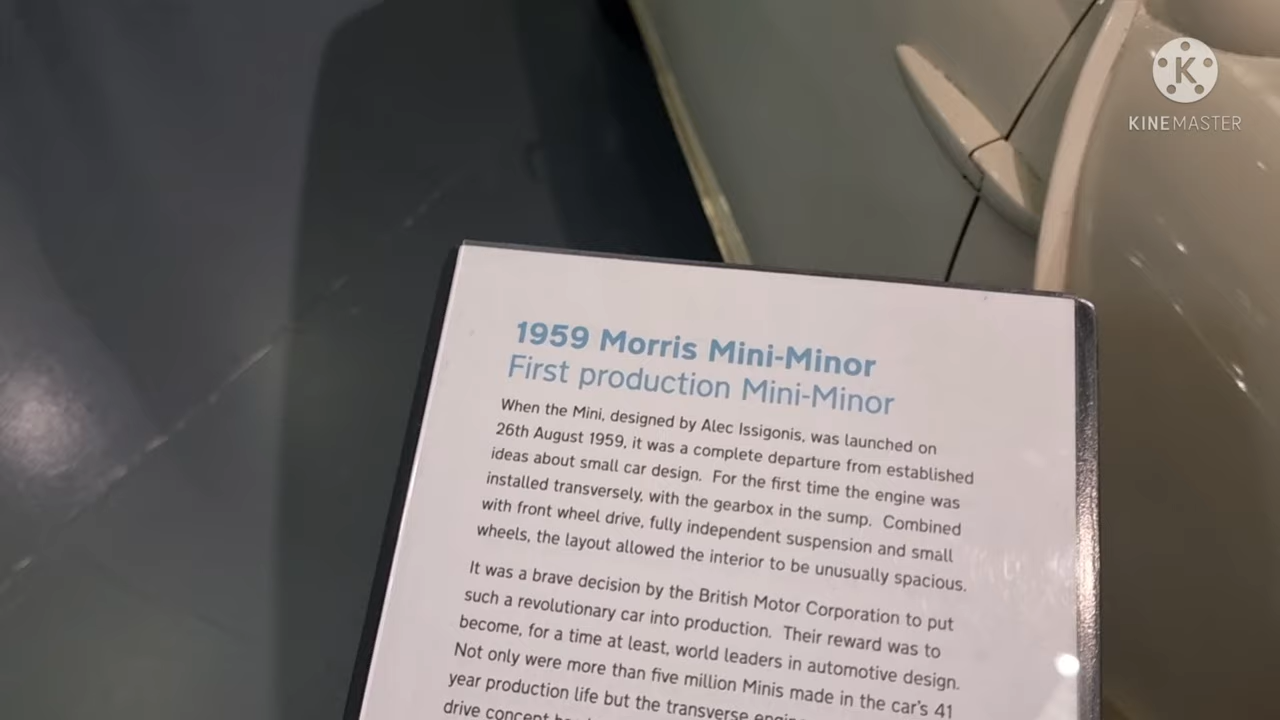 KINEMASTER
1959 Morris Mini-Minor
First production Mini-Minor
When the Mini, designed by Alec Issigonis, was launched on
26th August 1959, it was a complete departure from established
ideas about small car design. For the first time the engine was
installed transversely, with the gearbox in the sump. Combined
with front wheel drive, fully independent suspension and small
wheels, the layout allowed the interior to be unusually spacious.
It was a brave decision by the British Motor Corporation to put
such a revolutionary car into production. Their reward was to
become, for a time at least, world leaders in automotive design.
Not only were more than five million Minis made in the car's 41
year production life but the transverse
drive concept